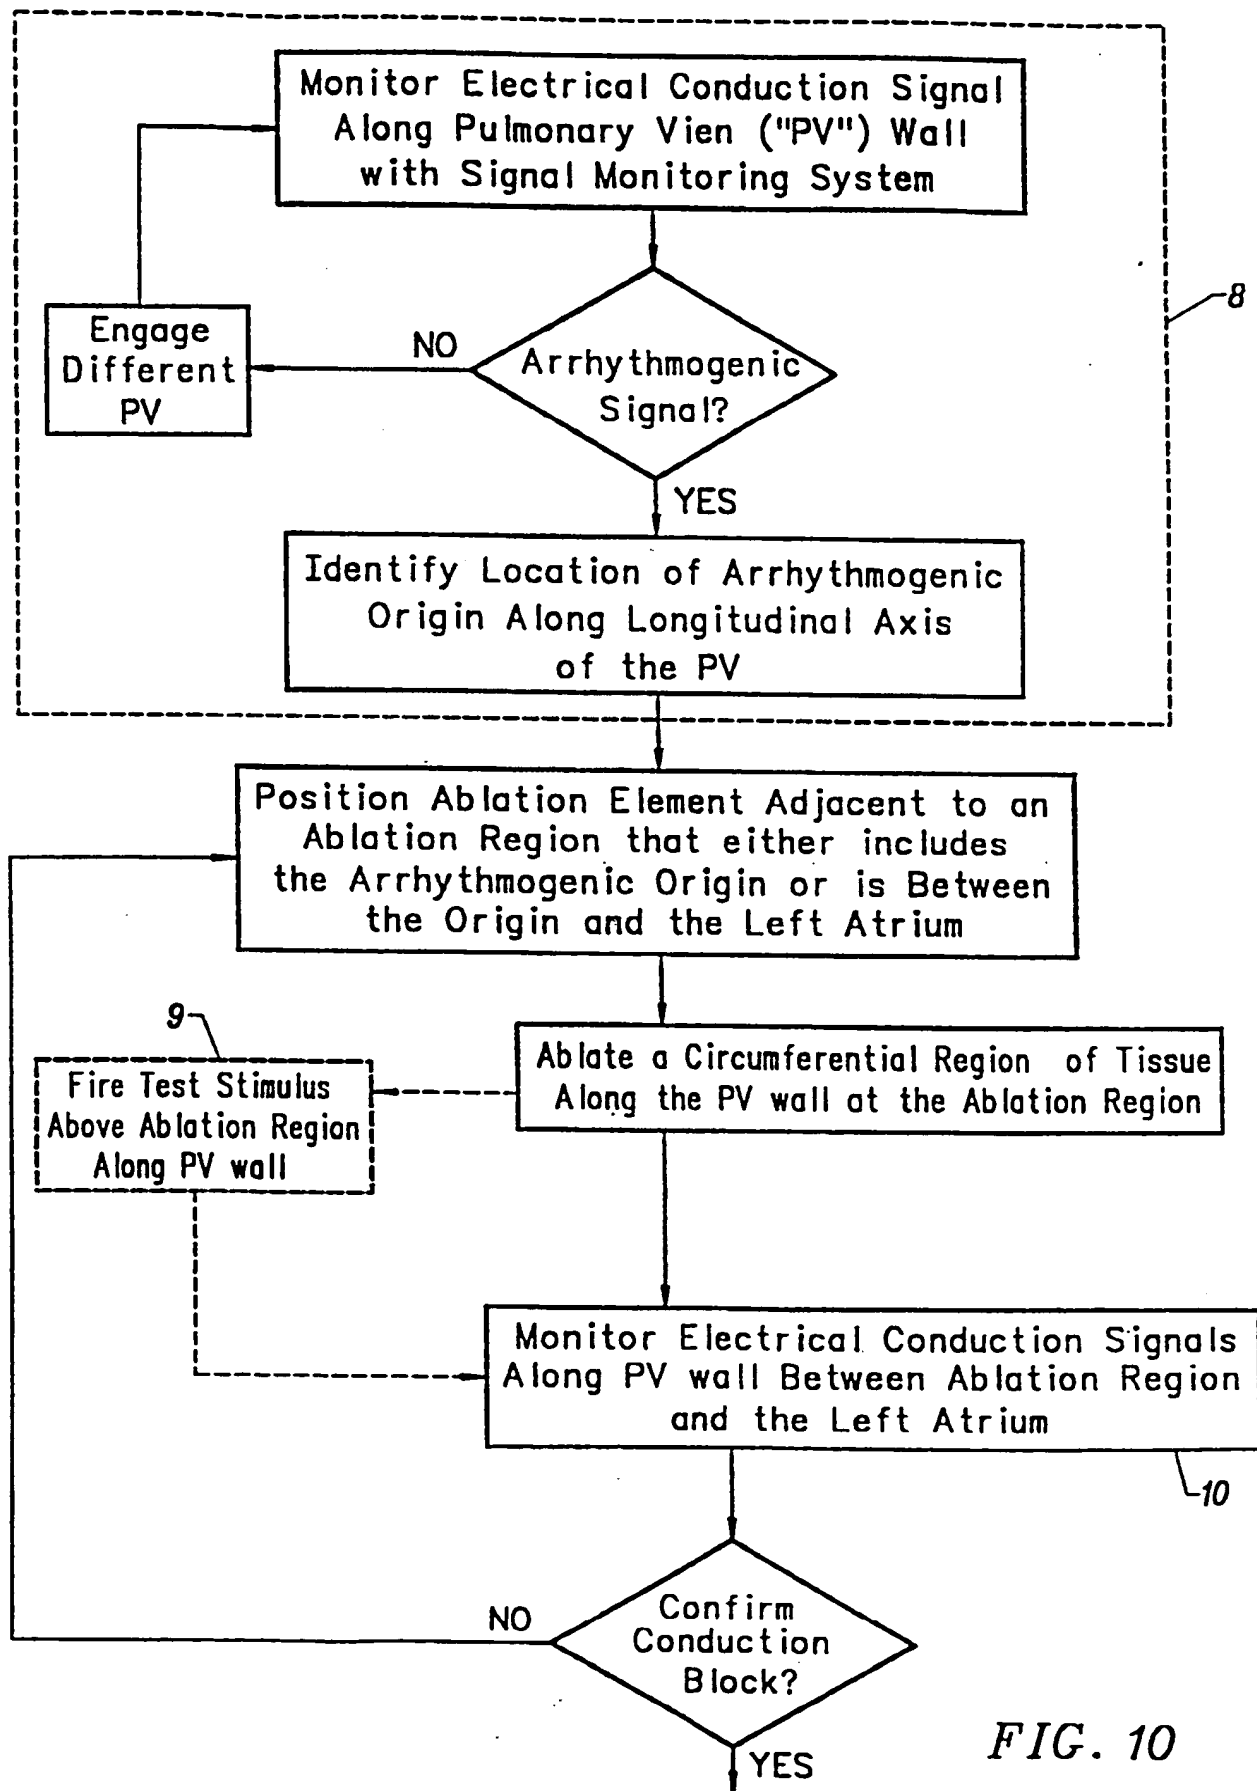 Monitor Electrical Conduction Signal
Along Pulmonary Vien ("PV") Wall
with Signal Monitoring System
8
Engage
Different
PV
NO
Arrhythmogenic
Signal?
YES
Identify Location of Arrhythmogenic
Origin Along Longitudinal Axis
of the PV
Position Ablation Element Adjacent to an
Ablation Region that either includes
the Arrhythmogenic Origin or is Between
the Origin and the Left Atrium
9
Fire Test Stimulus
Above Ablation Region
Along PV wall
Ablate a Circumferential Region of Tissue
Along the PV wall at the Ablation Region
Monitor Electrical Conduction Signals
Along PV wall Between Ablation Region
and the Left Atrium
10
NO
Confirm
Conduction
Block?
YES
FIG. 10